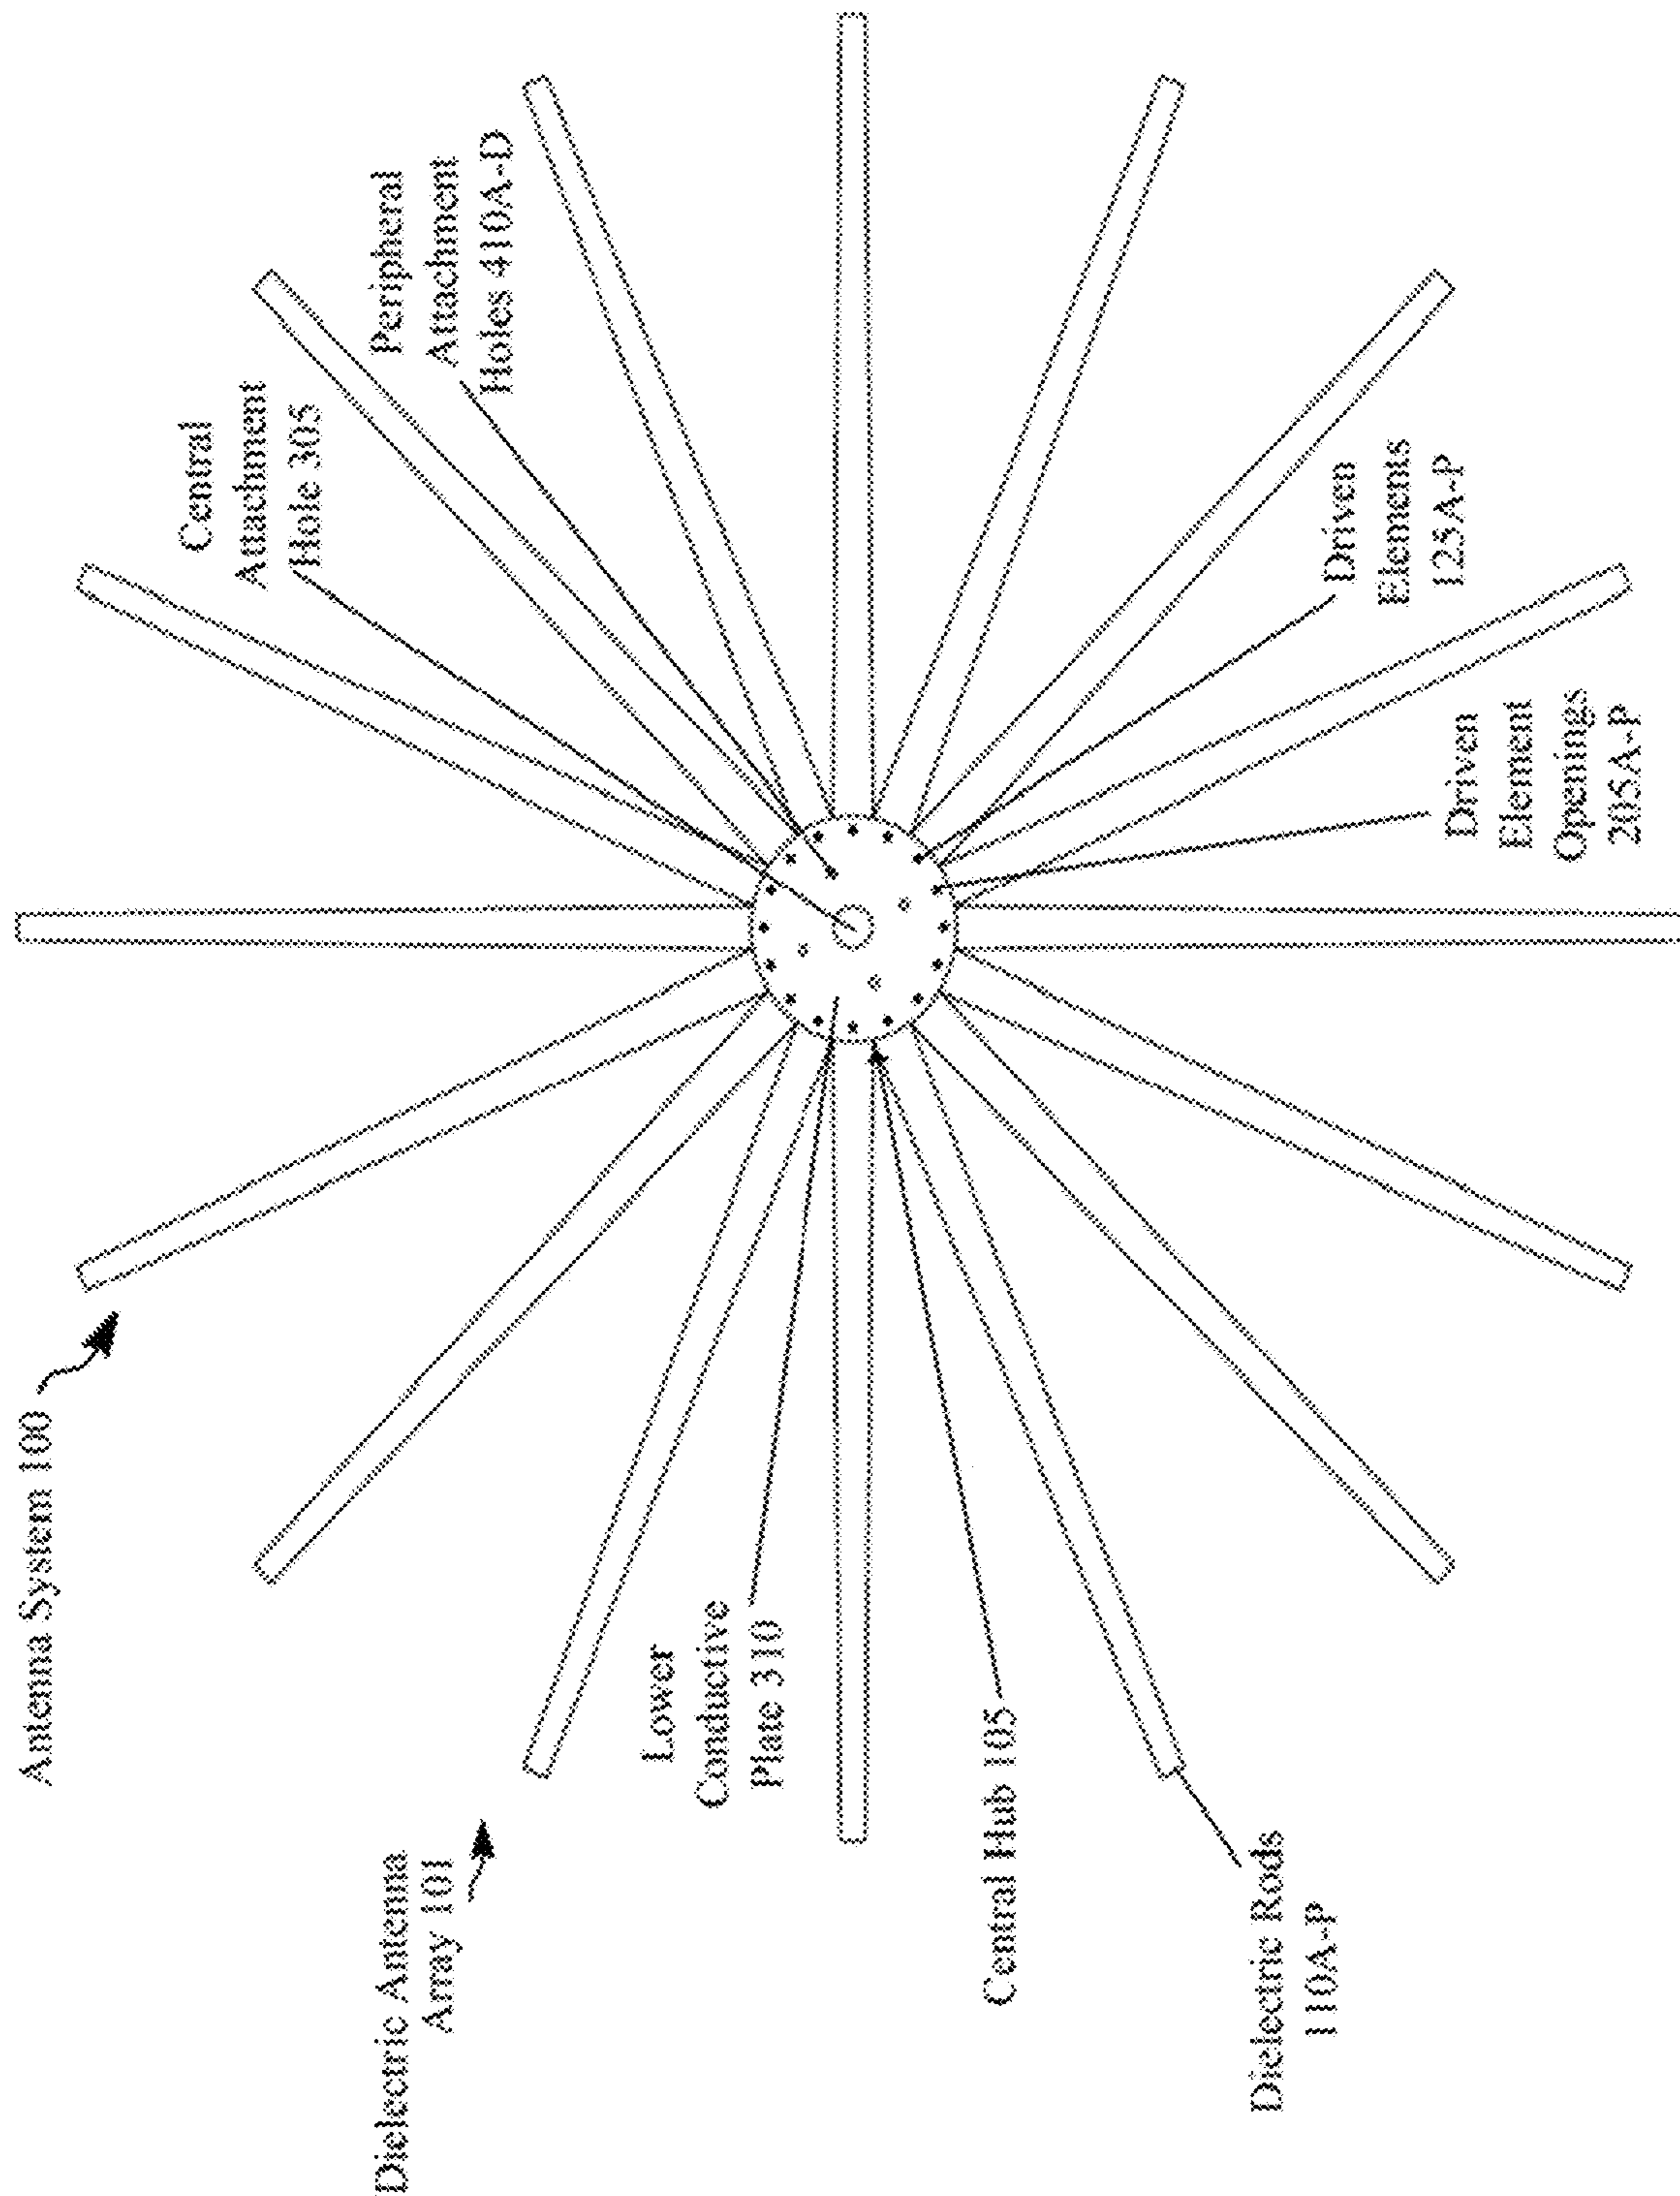 Antenna System 100
Dielectric Antenna
Array 101
Lower
Conductive
Plate 310
Central Hub 105
Dielectric Rods
110A-P
Central
Attachment
Hole 305
Peripheral
Attachment
Holes 410A-D
Driven
Elements
125A-P
Driven
Element
Openings
205A-P